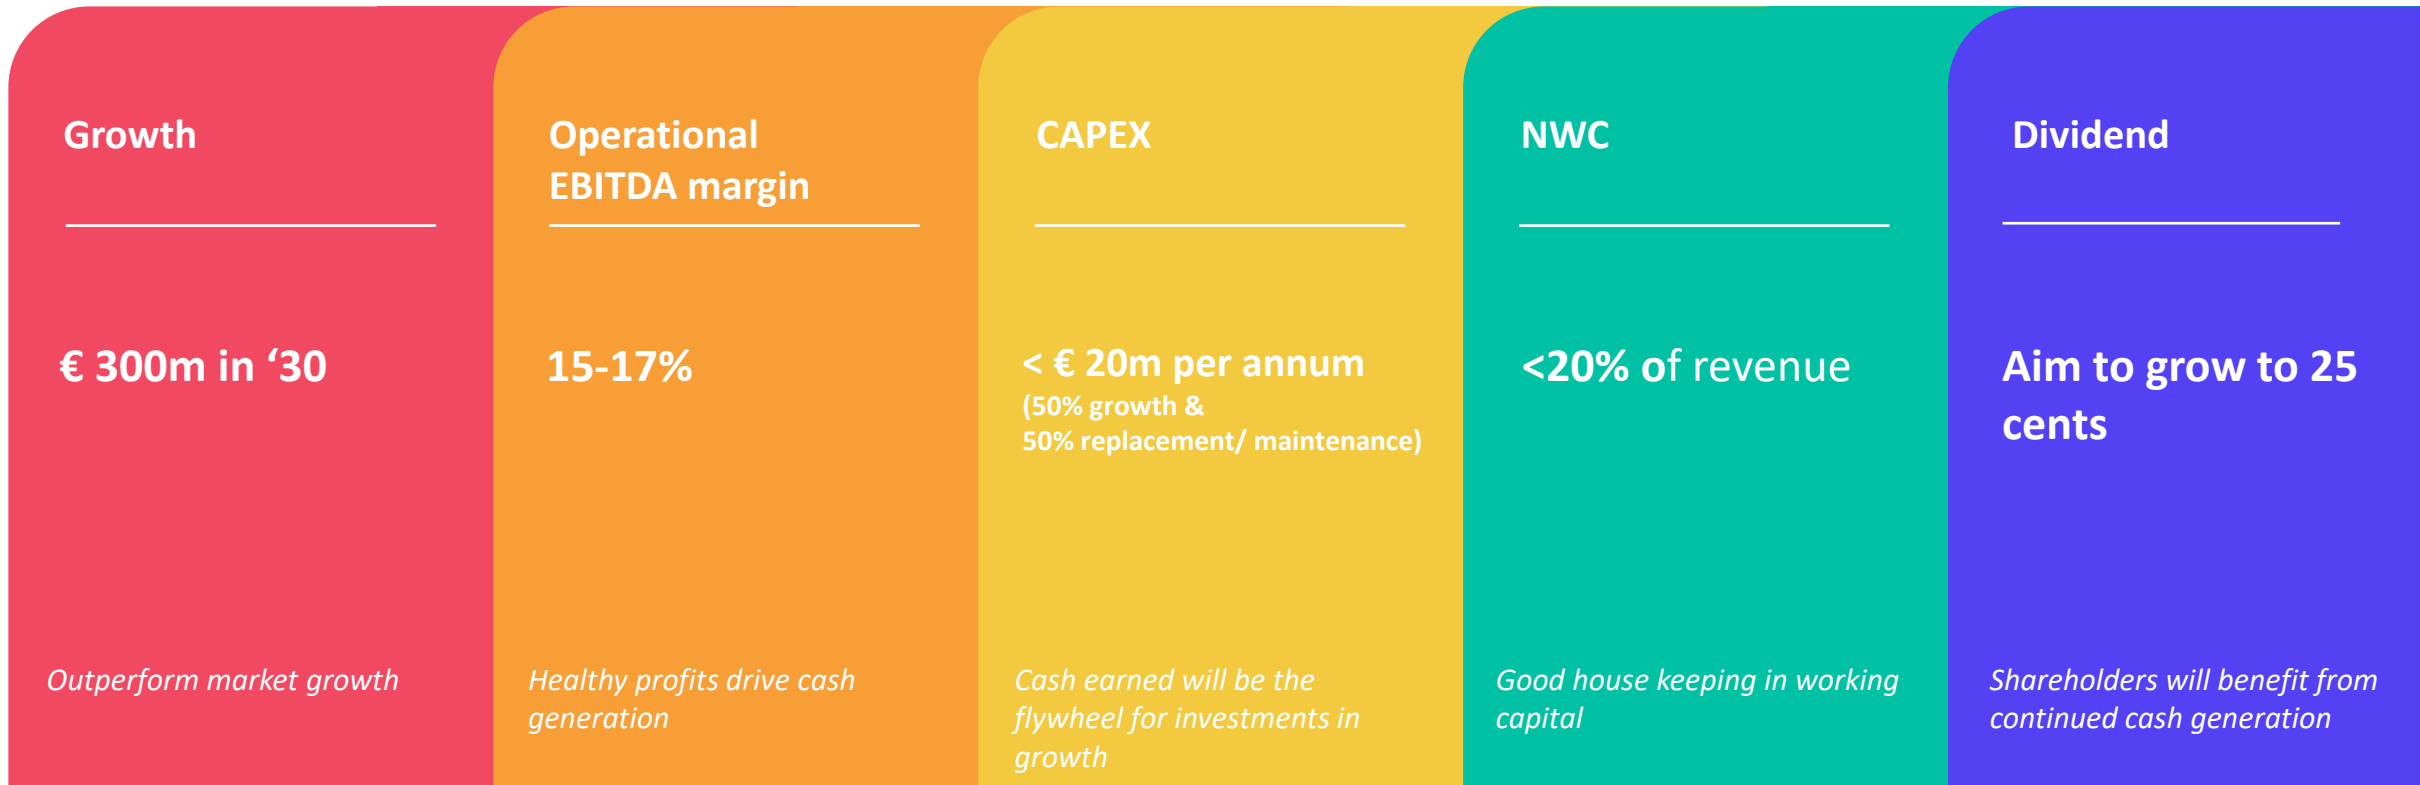 Growth
€ 300m in ‘30
Outperform market growth
Operational
EBITDA margin
15-17%
Healthy profits drive cash
generation
CAPEX
< € 20m per annum
(50% growth &
50% replacement/ maintenance)
Cash earned will be the
flywheel for investments in
growth
NWC
<20% of revenue
Good house keeping in working
capital
Dividend
Aim to grow to 25
cents
Shareholders will benefit from
continued cash generation